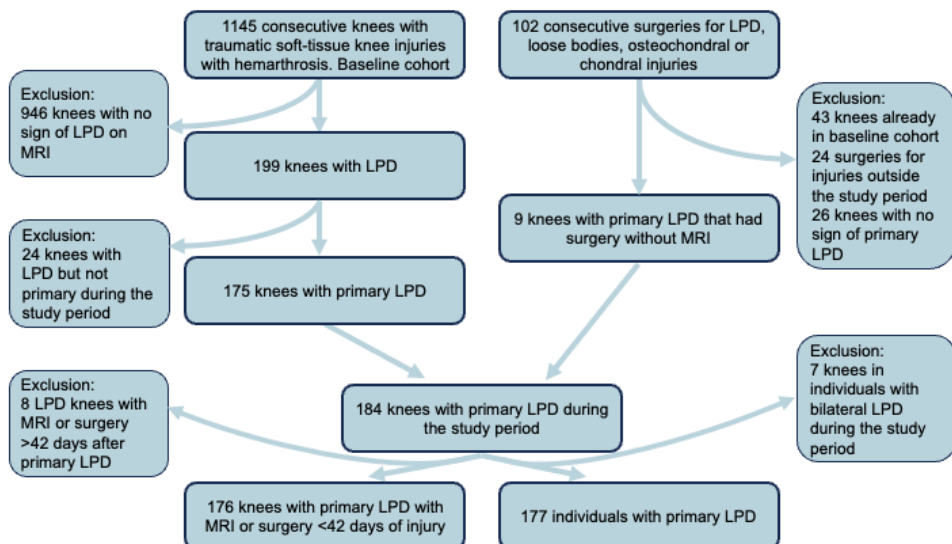 1145 consecutive knees with
traumatic soft-tissue knee injuries
with hemarthrosis. Baseline cohort
102 consecutive surgeries for LPD,
loose bodies, osteochondral or
chondral injuries
Exclusion:
946 knees with no
sign of LPD on
MRI
Exclusion:
43 knees already
in baseline cohort
24 surgeries for
injuries outside
the study period
26 knees with no
sign of primary
LPD
199 knees with LPD
9 knees with primary LPD that had
surgery without MRI
Exclusion:
24 knees with
LPD but not
primary during the
study period
175 knees with primary LPD
Exclusion:
8 LPD knees with
MRI or surgery
>42 days after
primary LPD
184 knees with primary LPD during
the study period
Exclusion:
7 knees in
individuals with
bilateral LPD
during the study
period
176 knees with primary LPD with
MRI or surgery <42 days of injury
177 individuals with primary LPD